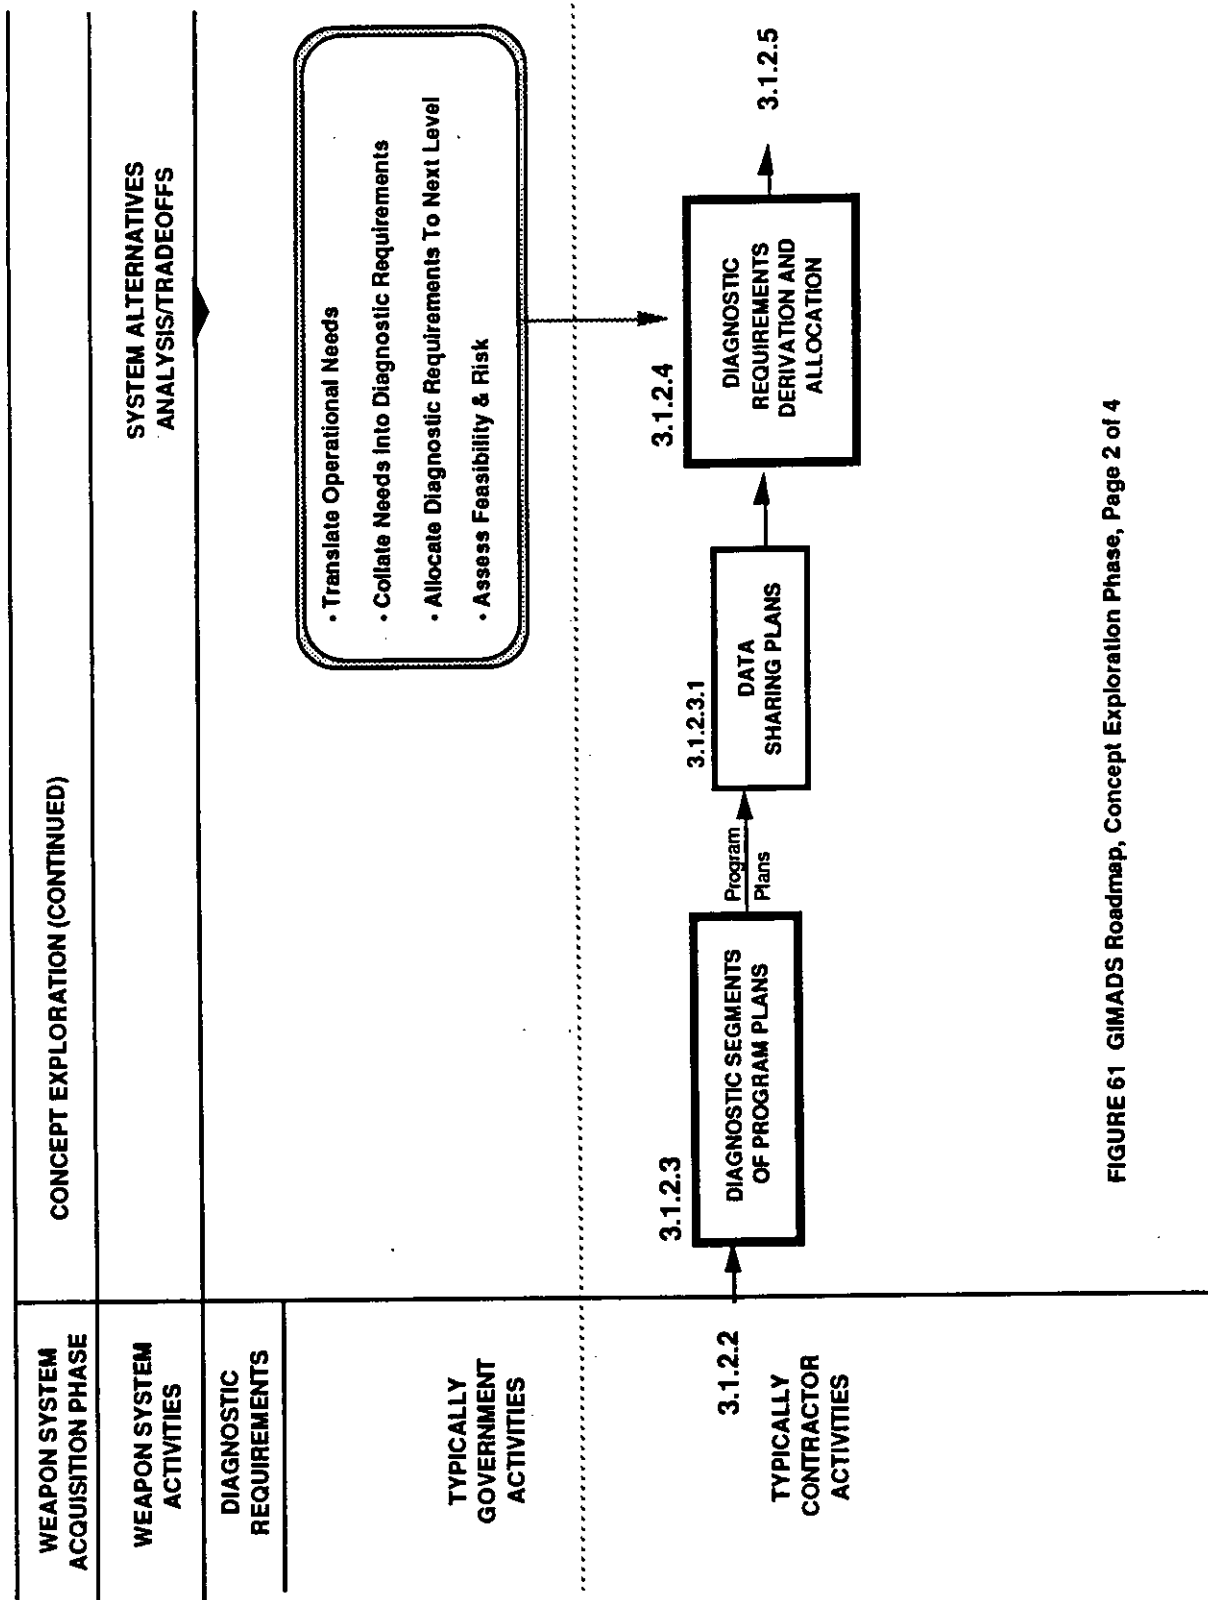 WEAPON SYSTEM
ACQUISITION PHASE
CONCEPT EXPLORATION (CONTINUED)
WEAPON SYSTEM
ACTIVITIES
SYSTEM ALTERNATIVES
ANALYSIS/TRADEOFFS
DIAGNOSTIC
REQUIREMENTS
TYPICALLY
GOVERNMENT
ACTIVITIES
• Translate Operational Needs
• Collate Needs Into Diagnostic Requirements
• Allocate Diagnostic Requirements To Next Level
• Assess Feasibility & Risk
TYPICALLY
CONTRACTOR
ACTIVITIES
3.1.2.2
3.1.2.3
DIAGNOSTIC SEGMENTS
OF PROGRAM PLANS
Program
Plans
3.1.2.3.1
DATA
SHARING PLANS
3.1.2.4
DIAGNOSTIC
REQUIREMENTS
DERIVATION AND
ALLOCATION
3.1.2.5
FIGURE 61 GIMADS Roadmap, Concept Exploration Phase, Page 2 of 4